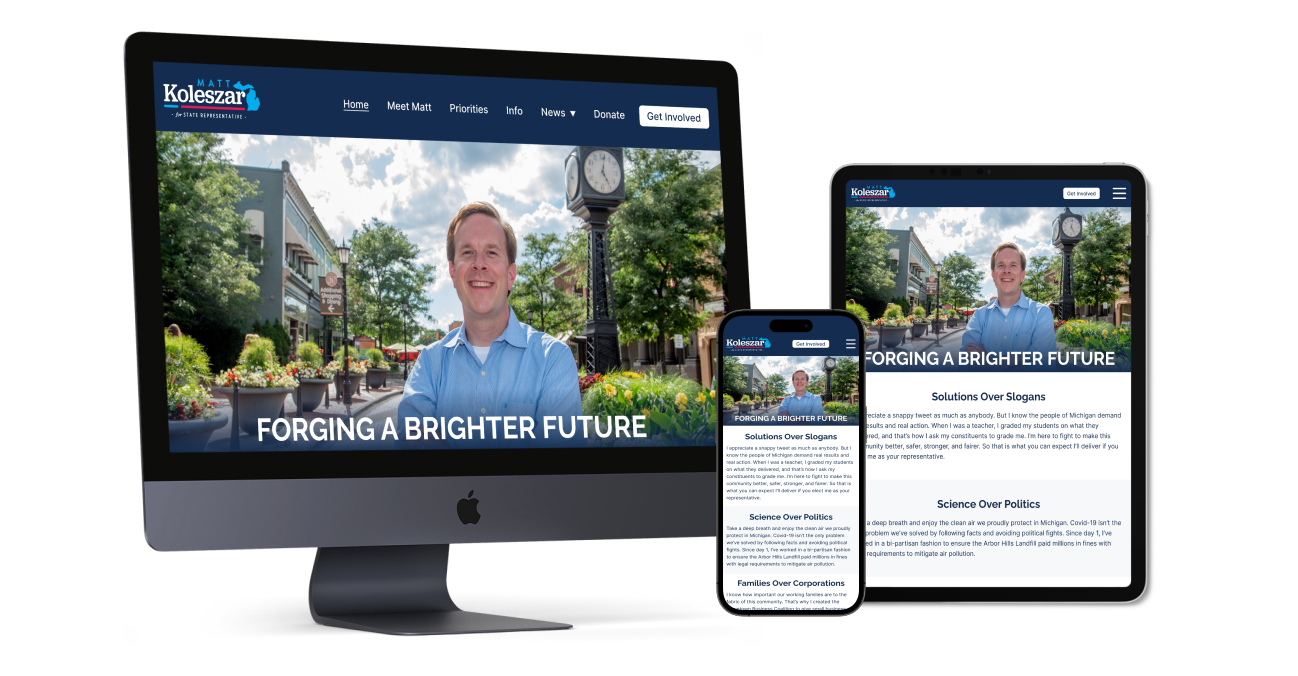 MATT
Koleszar
- for STATE REPRESENTATIVE -
Home
Meet Matt
Priorities
Info
News ▼
Donate
Get Involved
Additional
Shopping
& Dining
FORGING A BRIGHTER FUTURE
MATT
Koleszar
Get Involved
FORGING A BRIGHTER FUTURE
Solutions Over Slogans
I appreciate a snappy tweet as much as anybody. But I
know the people of Michigan demand real results and
real action. When I was a teacher, I graded my students
on what they delivered, and that's how I ask my
constituents to grade me. I'm here to fight to make this
community better, safer, stronger, and fairer. So that is
what you can expect I'll deliver if you elect me as your
representative.
Science Over Politics
Take a deep breath and enjoy the clean air we proudly
protect in Michigan. Covid-19 isn't the only problem
we've solved by following facts and avoiding political
fights. Since day 1, I've worked in a bi-partisan fashion
to ensure the Arbor Hills Landfill paid millions in fines
with legal requirements to mitigate air pollution.
Families Over Corporations
I know how important our working families are to the
fabric of this community. That's why I created the
Business Coalition to give small business
MATT
Koleszar
Get Involved
FORGING A BRIGHTER FUTURE
Solutions Over Slogans
reciate a snappy tweet as much as anybody. But I know the people of Michigan demand
esults and real action. When I was a teacher, I graded my students on what they
ered, and that's how I ask my constituents to grade me. I'm here to fight to make this
unity better, safer, stronger, and fairer. So that is what you can expect I'll deliver if you
me as your representative.
Science Over Politics
a deep breath and enjoy the clean air we proudly protect in Michigan. Covid-19 isn't the
problem we've solved by following facts and avoiding political fights. Since day 1, I've
ed in a bi-partisan fashion to ensure the Arbor Hills Landfill paid millions in fines with
requirements to mitigate air pollution.